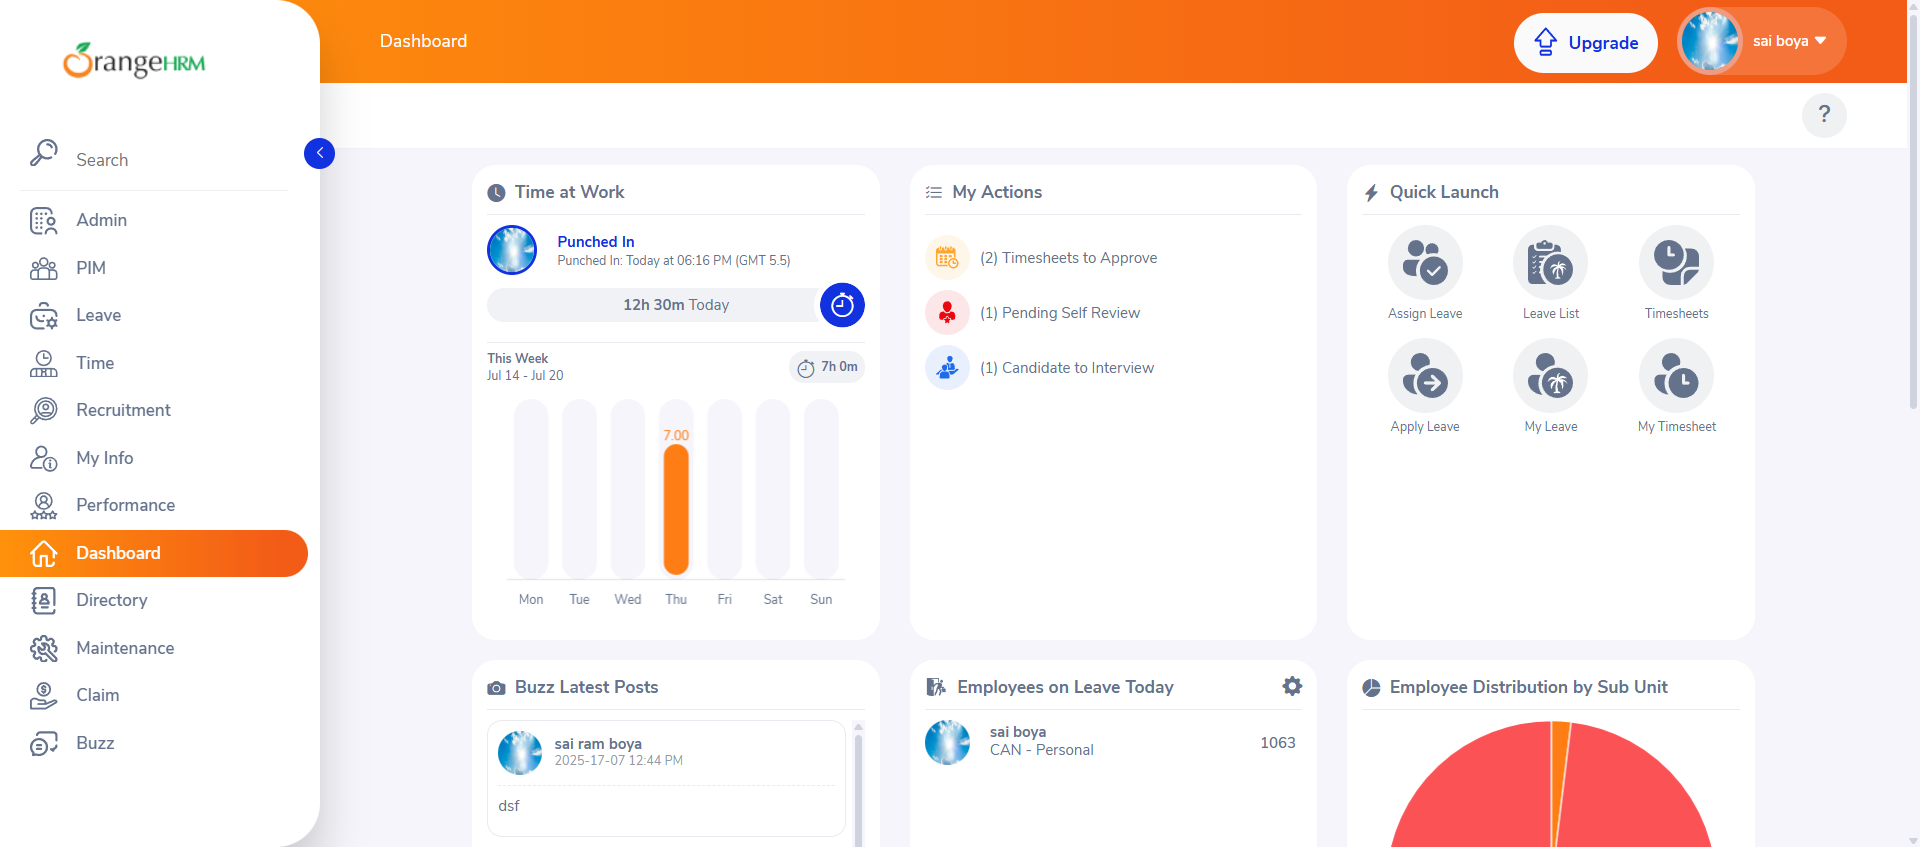 OrangeHRM
Dashboard
Upgrade
sai boya
?
Search
Admin
PIM
Leave
Time
Recruitment
My Info
Performance
Dashboard
Directory
Maintenance
Claim
Buzz
Time at Work
Punched In
Punched In: Today at 06:16 PM (GMT 5.5)
12h 30m Today
This Week
Jul 14 - Jul 20
7h 0m
7.00
Mon Tue Wed Thu Fri Sat Sun
My Actions
(2) Timesheets to Approve
(1) Pending Self Review
(1) Candidate to Interview
Quick Launch
Assign Leave
Leave List
Timesheets
Apply Leave
My Leave
My Timesheet
Buzz Latest Posts
sai ram boya
2025-17-07 12:44 PM
dsf
Employees on Leave Today
sai boya
CAN - Personal
1063
Employee Distribution by Sub Unit